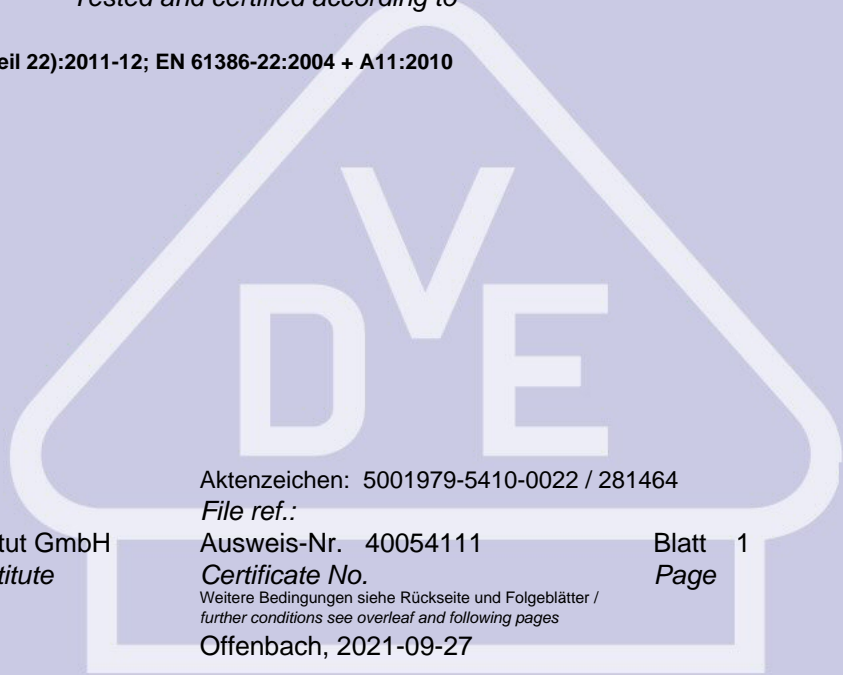 Tested and certified according to
eil 22):2011-12; EN 61386-22:2004 + A11:2010
VDE
Aktenzeichen: 5001979-5410-0022 / 281464
File ref.:
tut GmbH Ausweis-Nr. 40054111 Blatt 1
titute Certificate No. Page
Weitere Bedingungen siehe Rückseite und Folgeblätter /
further conditions see overleaf and following pages
Offenbach, 2021-09-27